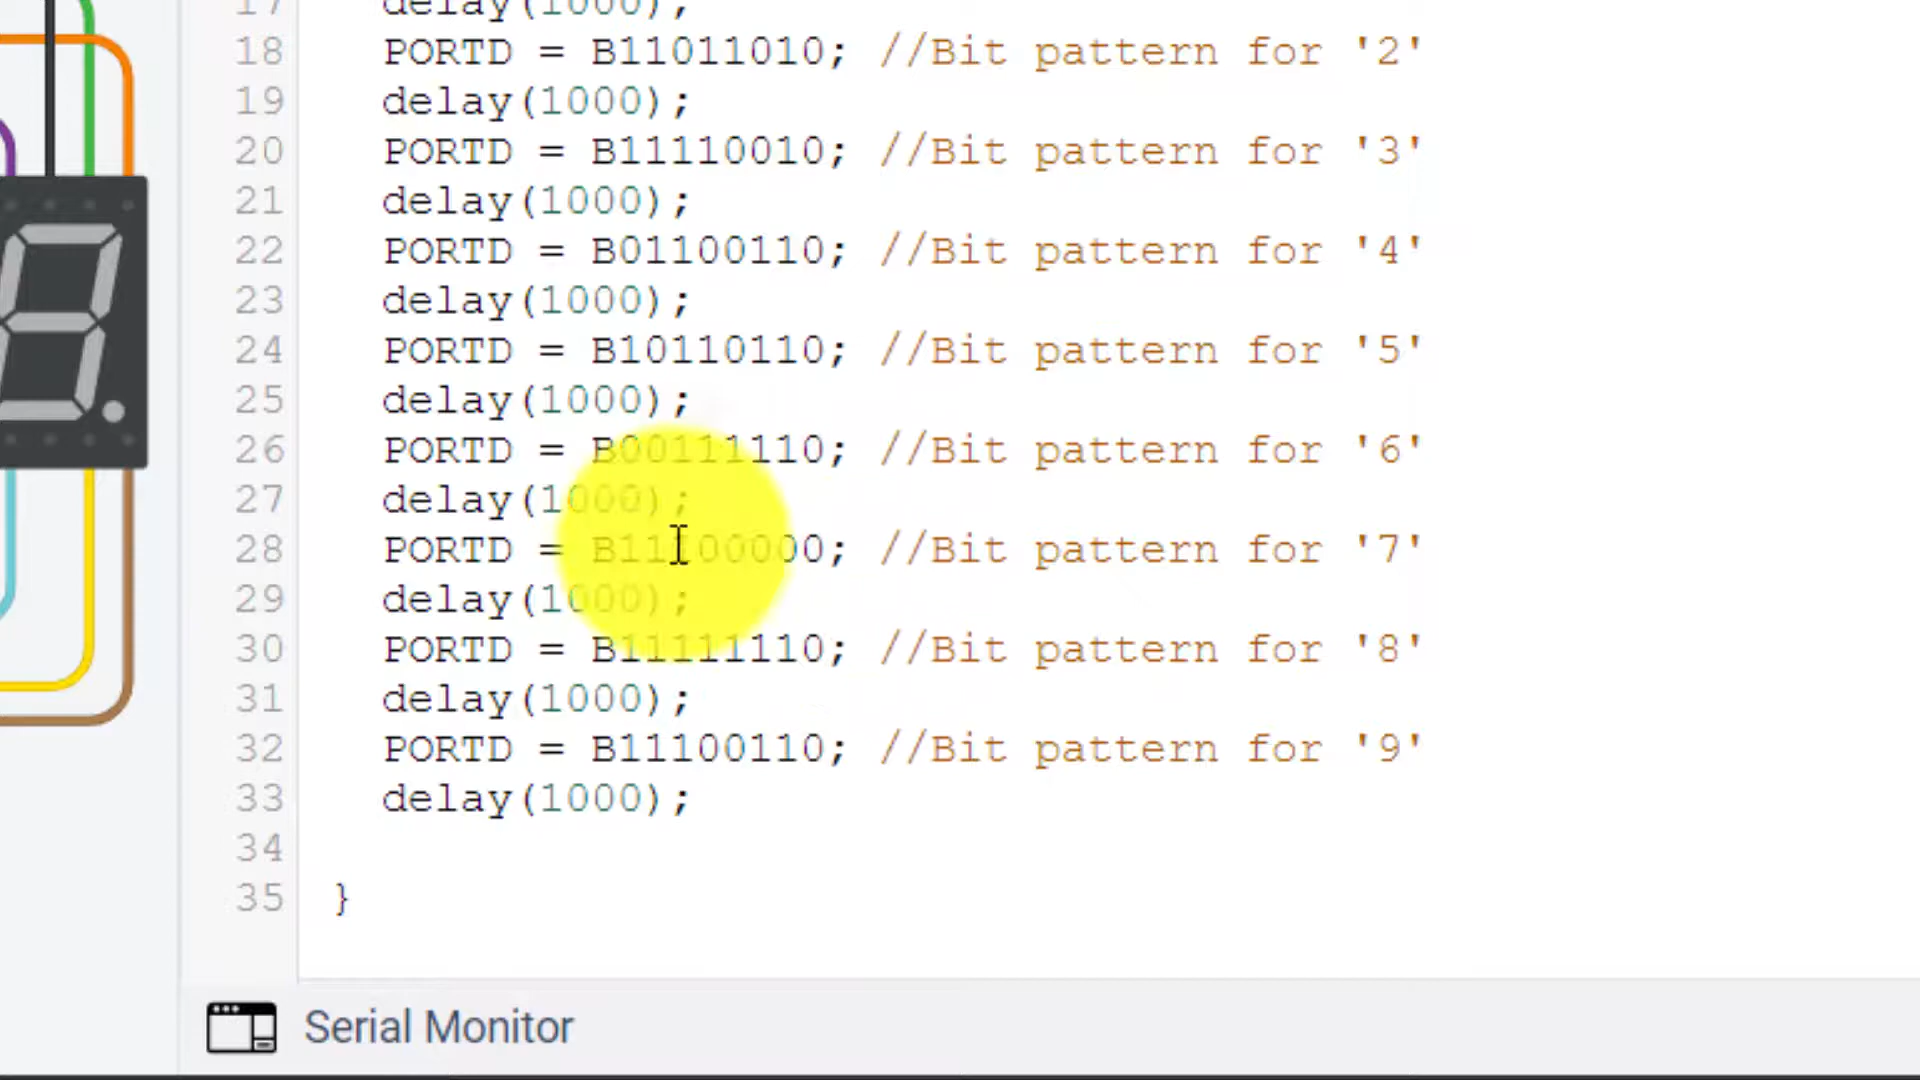 17 delay(1000);
18 PORTD = B11011010; //Bit pattern for '2'
19 delay(1000);
20 PORTD = B11110010; //Bit pattern for '3'
21 delay(1000);
22 PORTD = B01100110; //Bit pattern for '4'
23 delay(1000);
24 PORTD = B10110110; //Bit pattern for '5'
25 delay(1000);
26 PORTD = B00111110; //Bit pattern for '6'
27 delay(1000);
28 PORTD = B11100000; //Bit pattern for '7'
29 delay(1000);
30 PORTD = B11111110; //Bit pattern for '8'
31 delay(1000);
32 PORTD = B11100110; //Bit pattern for '9'
33 delay(1000);
34
35 }
Serial Monitor